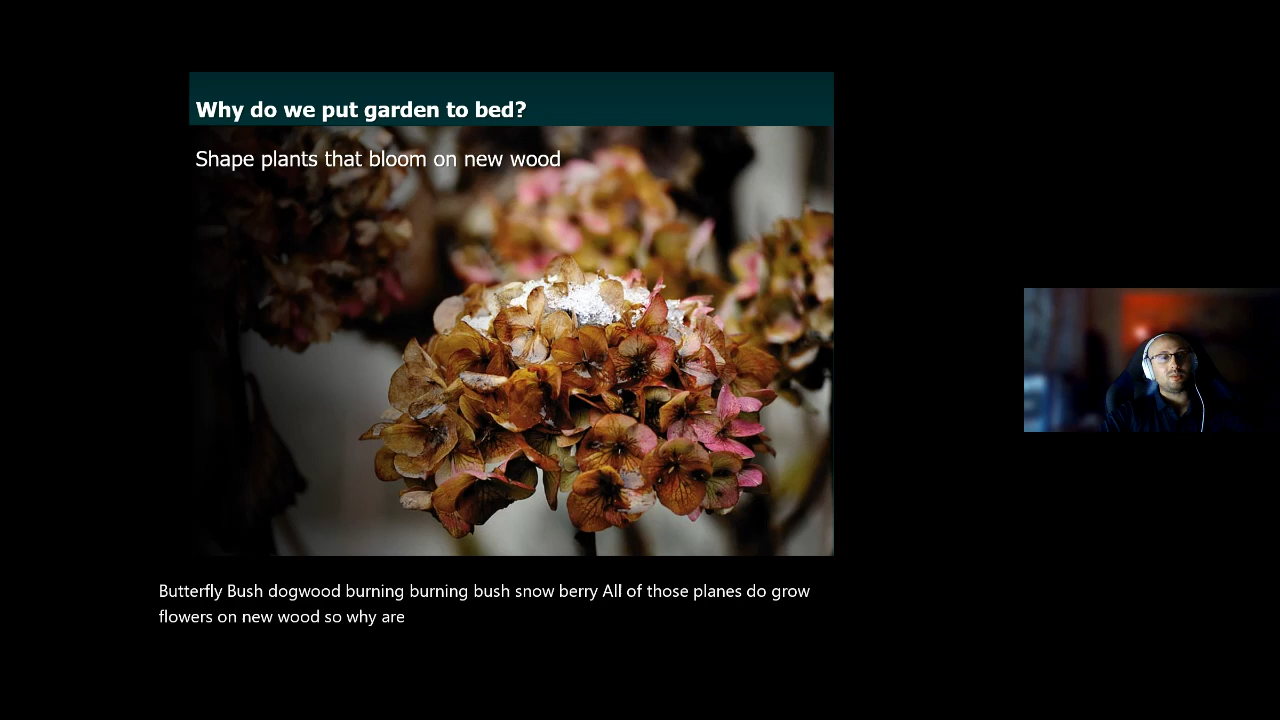 Why do we put garden to bed?
Shape plants that bloom on new wood
Butterfly Bush dogwood burning burning bush snow berry All of those planes do grow
flowers on new wood so why are